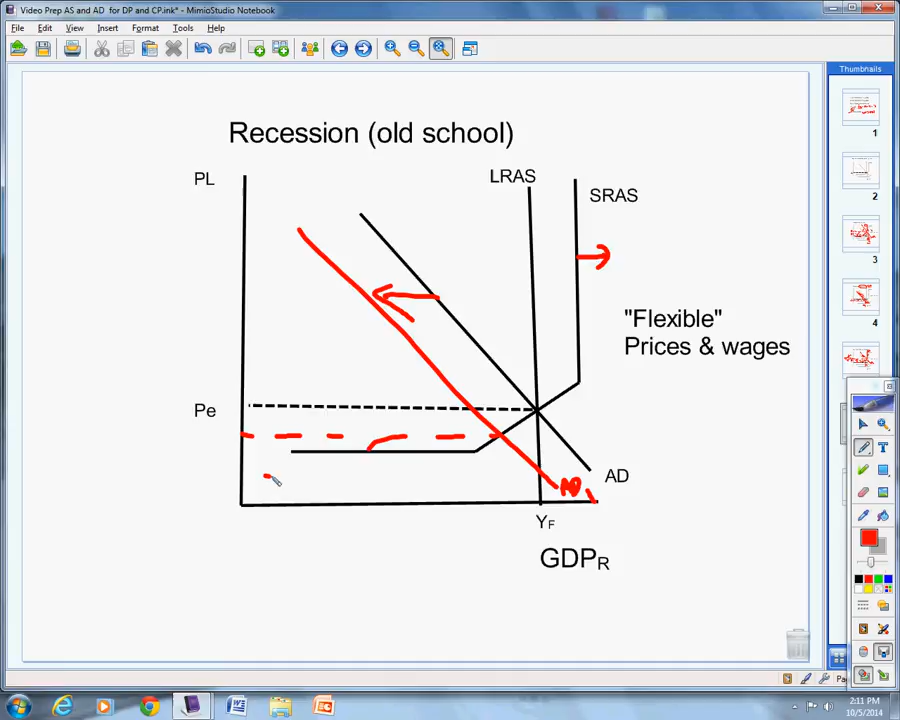 Video Prep AS and AD for DP and CP.ink* - MimioStudio Notebook
File Edit View Insert Format Tools Help
Thumbnails
Recession (old school)
PL
LRAS
SRAS
"Flexible"
Prices & wages
Pe
AD
AD
YF
GDPR
1
2
3
4
2:11 PM
10/5/2014